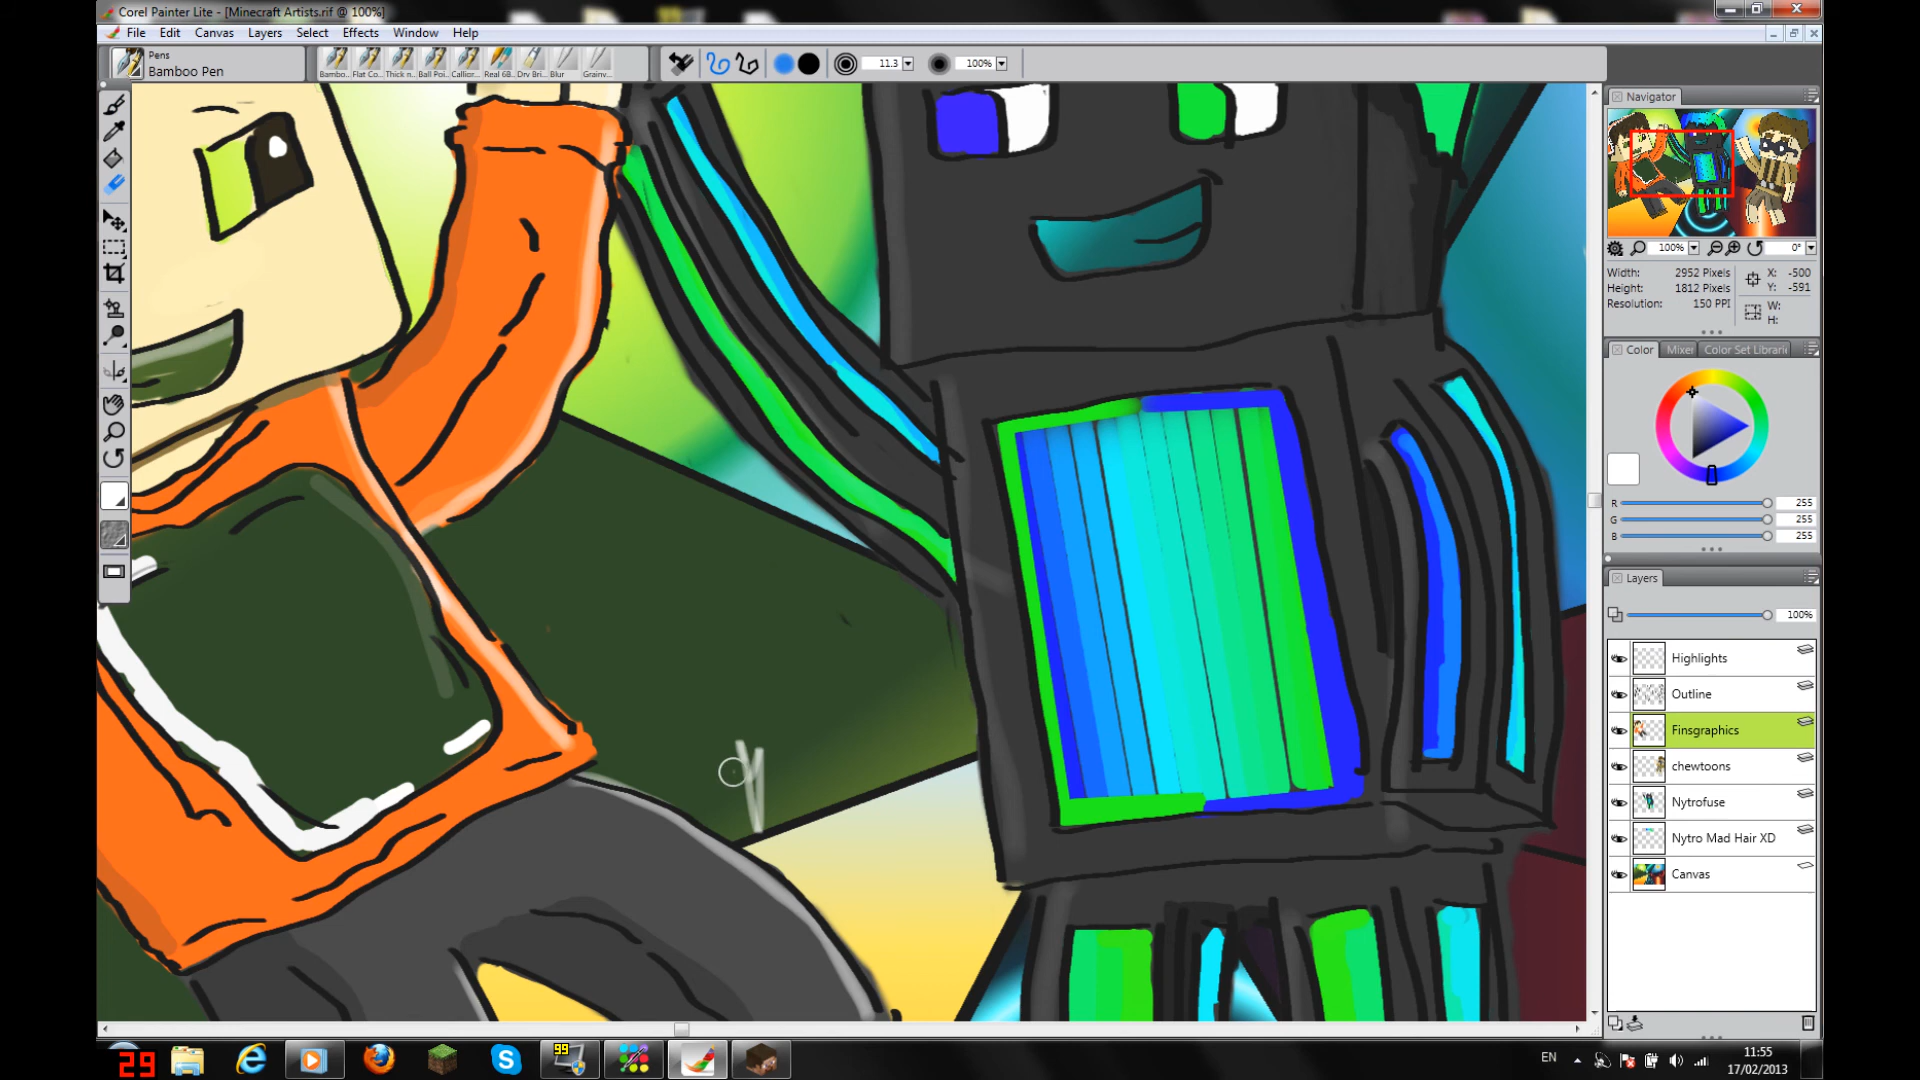 Corel Painter Lite - [Minecraft Artists.rif @ 100%]
File Edit Canvas Layers Select Effects Window Help
Pens
Bamboo Pen
Bambo... Flat Co... Thick n... Ball Poi... Calligr... Real 6B... Dry Bri... Blur Grainy...
11.3 100%
Navigator
100% 0°
Width: 2952 Pixels
Height: 1812 Pixels
Resolution: 150 PPI
X: -500
Y: -591
W:
H:
Color Mixer Color Set Librari
R 255
G 255
B 255
Layers
100%
Highlights
Outline
Finsgraphics
chewtoons
Nytrofuse
Nytro Mad Hair XD
Canvas
29
99
EN
11:55
17/02/2013